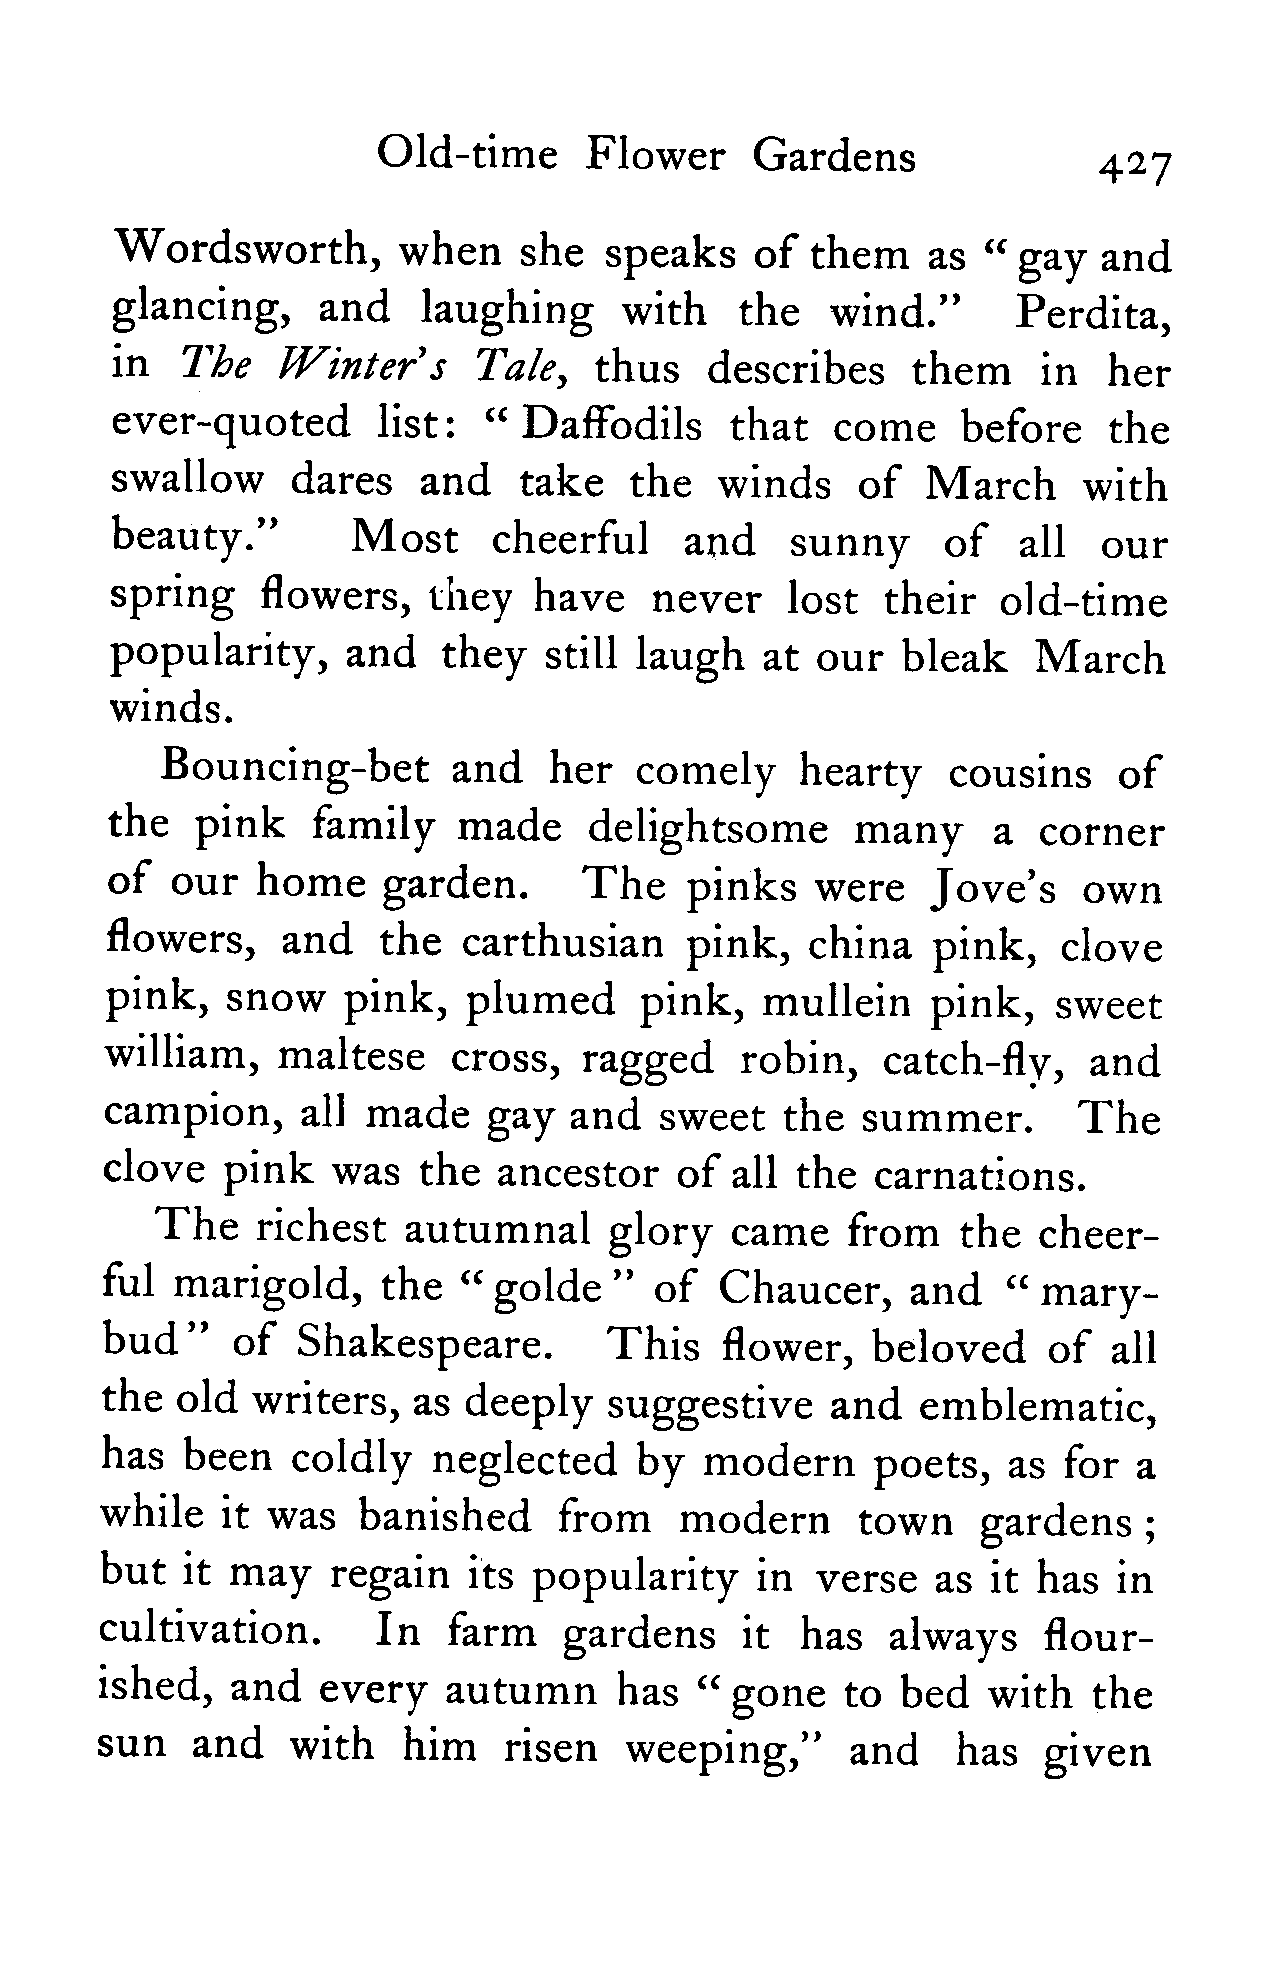 Old-time Flower Gardens 427
Wordsworth, when she speaks of them as “ gay and
glancing, and laughing with the wind.” Perdita,
in The Winter’s Tale, thus describes them in her
ever-quoted list: “ Daffodils that come before the
swallow dares and take the winds of March with
beauty.” Most cheerful and sunny of all our
spring flowers, they have never lost their old-time
popularity, and they still laugh at our bleak March
winds.
Bouncing-bet and her comely hearty cousins of
the pink family made delightsome many a corner
of our home garden. The pinks were Jove’s own
flowers, and the carthusian pink, china pink, clove
pink, snow pink, plumed pink, mullein pink, sweet
william, maltese cross, ragged robin, catch-fly, and
campion, all made gay and sweet the summer. The
clove pink was the ancestor of all the carnations.
The richest autumnal glory came from the cheer-
ful marigold, the “ golde ” of Chaucer, and “ mary-
bud ” of Shakespeare. This flower, beloved of all
the old writers, as deeply suggestive and emblematic,
has been coldly neglected by modern poets, as for a
while it was banished from modern town gardens ;
but it may regain its popularity in verse as it has in
cultivation. In farm gardens it has always flour-
ished, and every autumn has “ gone to bed with the
sun and with him risen weeping,” and has given